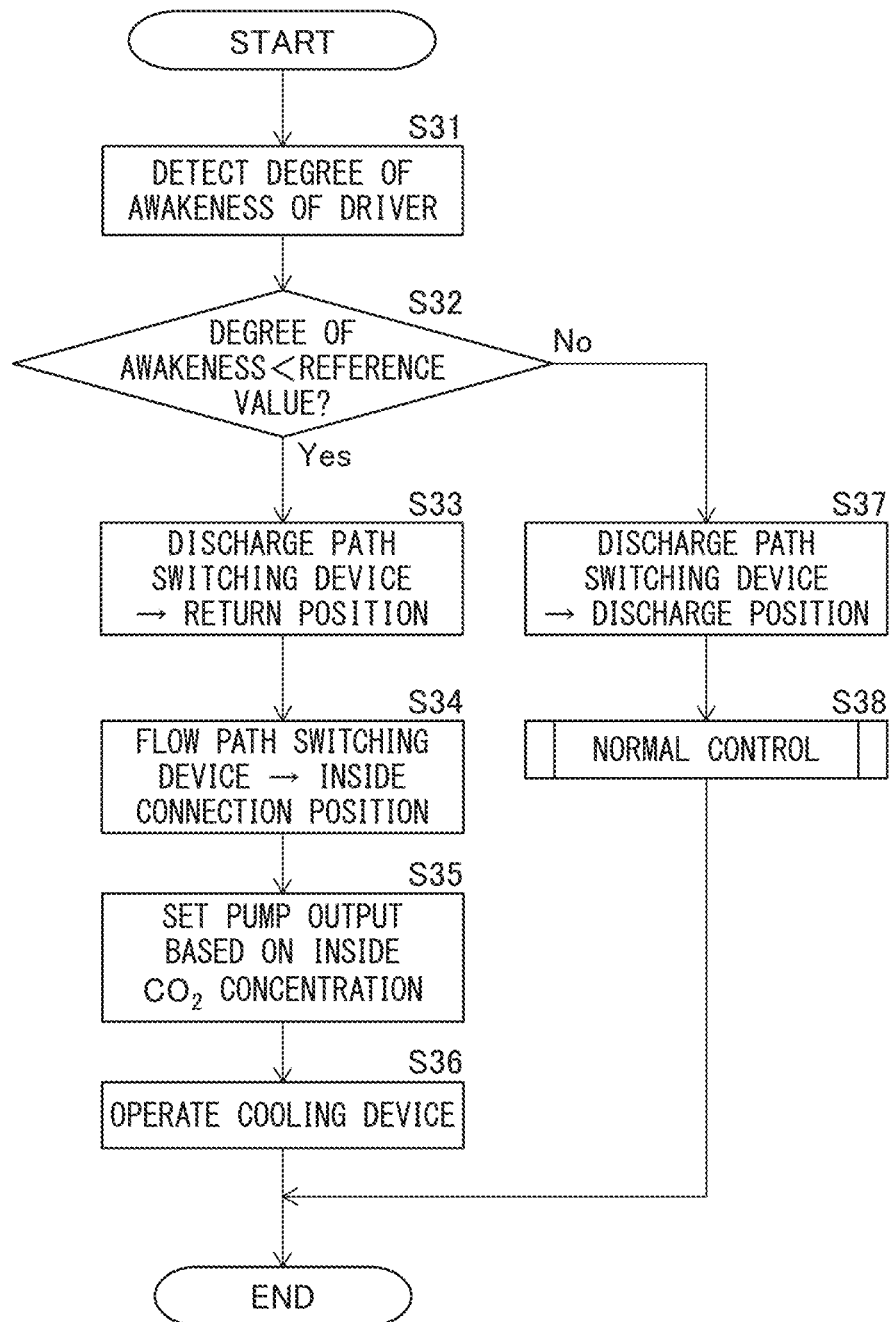 START
S31
DETECT DEGREE OF
AWAKENESS OF DRIVER
S32
DEGREE OF
AWAKENESS<REFERENCE
VALUE?
No
Yes
S33
DISCHARGE PATH
SWITCHING DEVICE
→ RETURN POSITION
S37
DISCHARGE PATH
SWITCHING DEVICE
→ DISCHARGE POSITION
S34
FLOW PATH SWITCHING
DEVICE → INSIDE
CONNECTION POSITION
S38
NORMAL CONTROL
S35
SET PUMP OUTPUT
BASED ON INSIDE
CO₂ CONCENTRATION
S36
OPERATE COOLING DEVICE
END